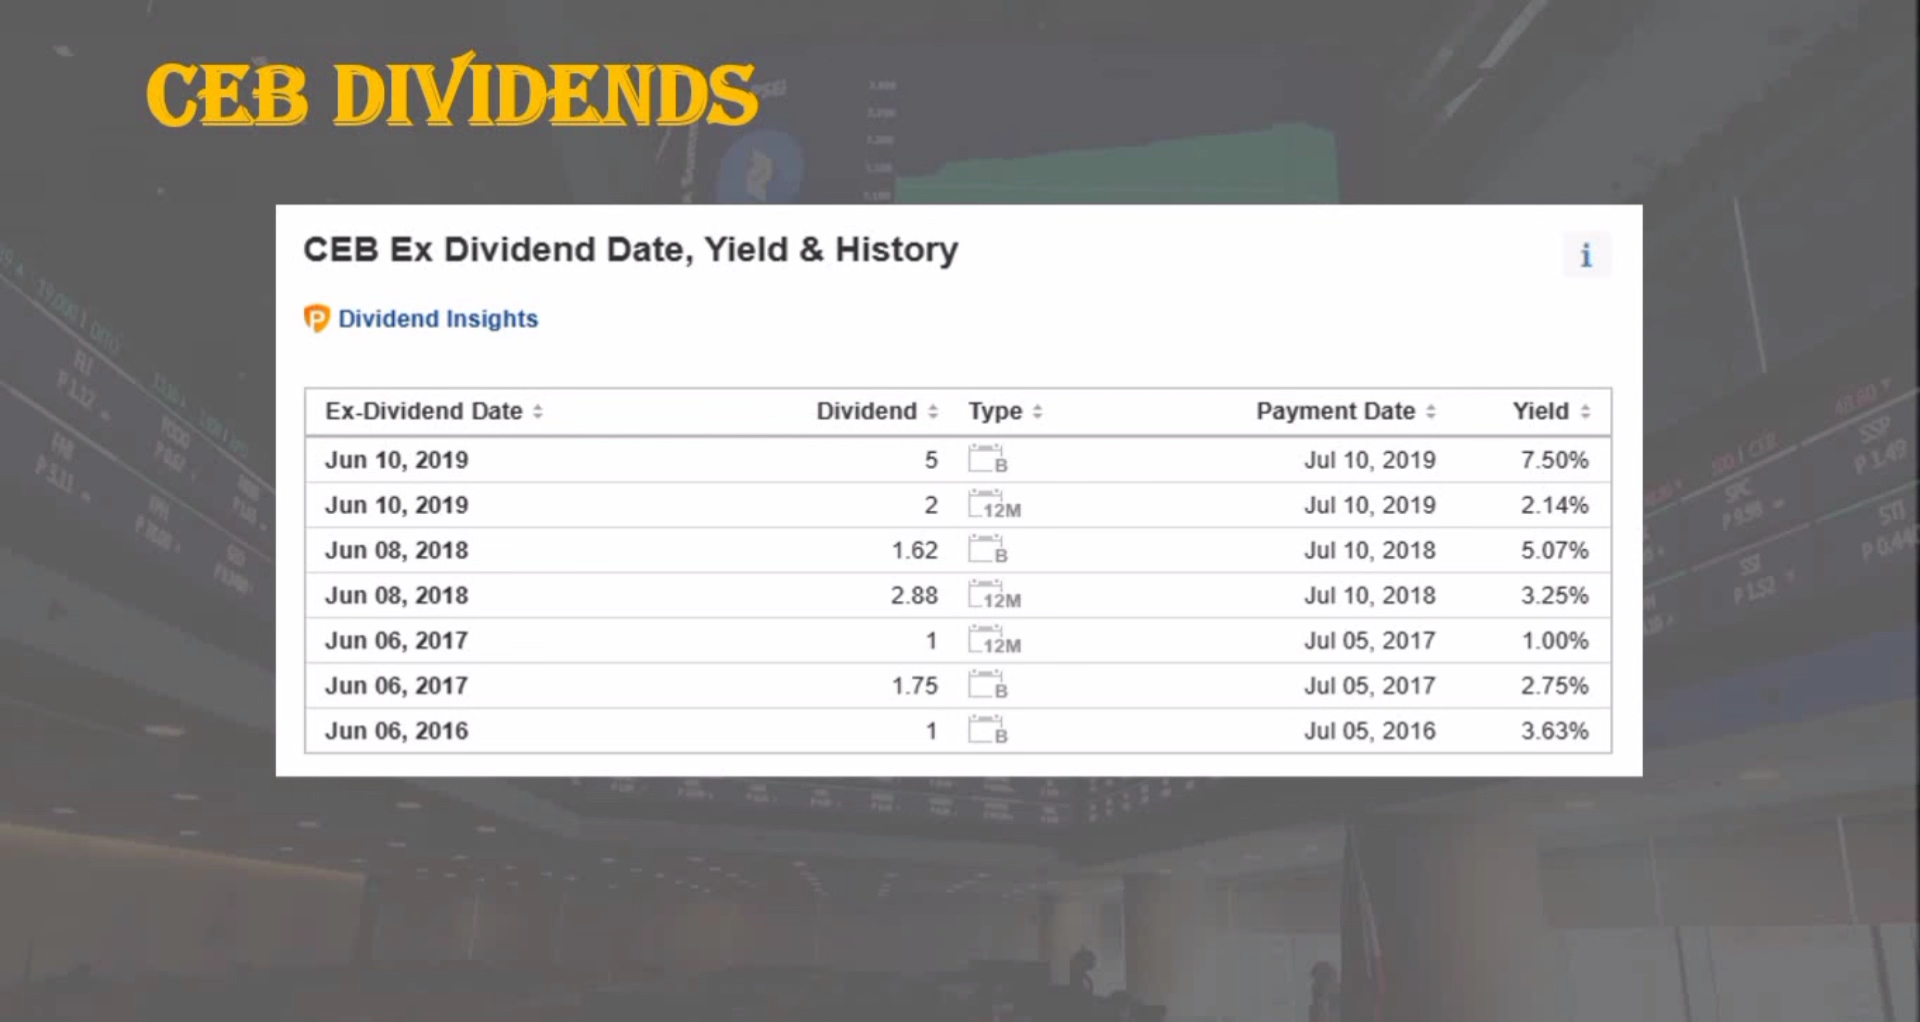 CEB DIVIDENDS
CEB Ex Dividend Date, Yield & History
i
Dividend Insights
Ex-Dividend Date Dividend Type Payment Date Yield
Jun 10, 2019 5 B Jul 10, 2019 7.50%
Jun 10, 2019 2 12M Jul 10, 2019 2.14%
Jun 08, 2018 1.62 B Jul 10, 2018 5.07%
Jun 08, 2018 2.88 12M Jul 10, 2018 3.25%
Jun 06, 2017 1 12M Jul 05, 2017 1.00%
Jun 06, 2017 1.75 B Jul 05, 2017 2.75%
Jun 06, 2016 1 B Jul 05, 2016 3.63%